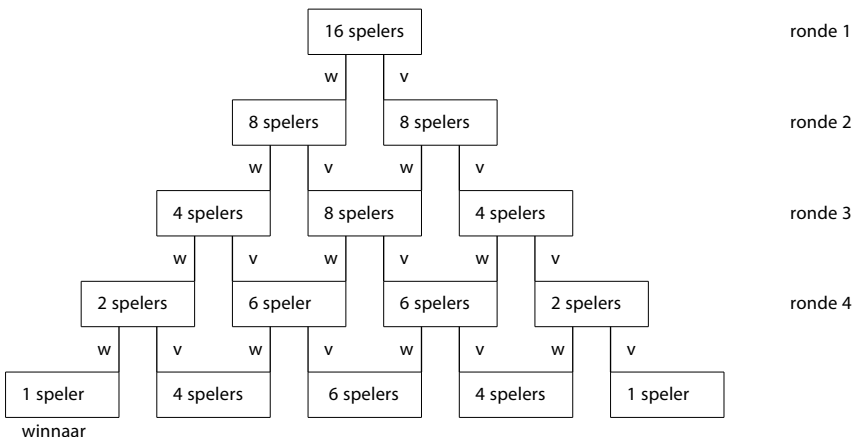 16 spelers ronde 1
w v
8 spelers 8 spelers ronde 2
w v w v
4 spelers 8 spelers 4 spelers ronde 3
w v w v w v
2 spelers 6 speler 6 spelers 2 spelers ronde 4
w v w v w v w v
1 speler 4 spelers 6 spelers 4 spelers 1 speler
winnaar